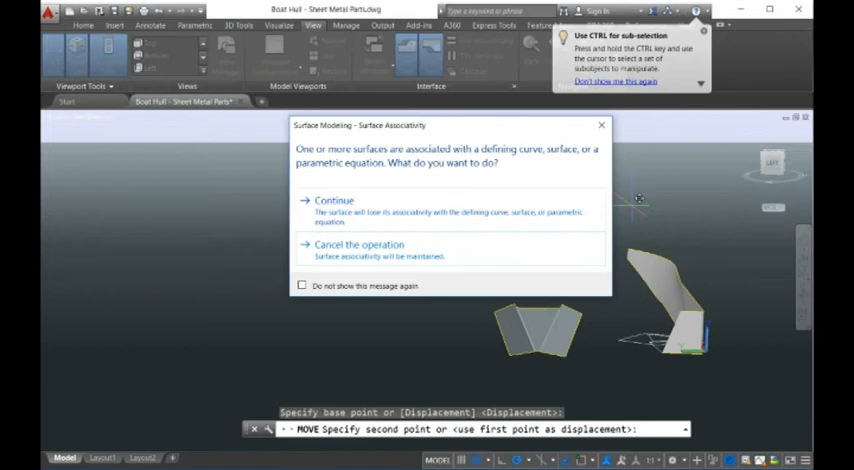 Boat Hull - Sheet Metal Parts.dwg
Type a keyword or phrase
Sign In
Home Insert Annotate Parametric 3D Tools Visualize View Manage Output Add-ins A360 Express Tools
Top
Bottom
Left
Viewport Tools
Views
Model Viewports
Interface
Use CTRL for sub-selection
Press and hold the CTRL key and use
the cursor to select a set of
subobjects to manipulate.
Don't show me this again
Start
Boat Hull - Sheet Metal Parts*
Surface Modeling - Surface Associativity
One or more surfaces are associated with a defining curve, surface, or a
parametric equation. What do you want to do?
Continue
The surface will lose its associativity with the defining curve, surface, or parametric
equation.
Cancel the operation
Surface associativity will be maintained.
Do not show this message again
LEFT
Specify base point or [Displacement] <Displacement>:
MOVE Specify second point or <use first point as displacement>:
Model Layout1 Layout2 +
MODEL
1:1